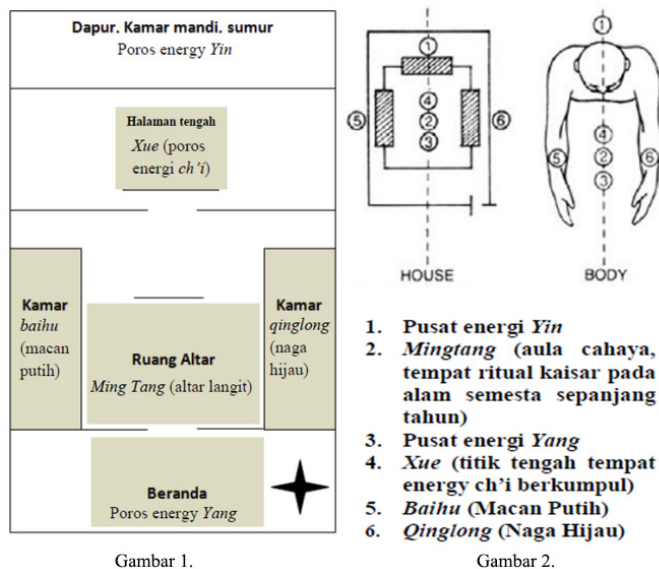 Dapur. Kamar mandi. sumur
Poros energy Yin
Halaman tengah
Xue (poros
energi ch'i)
Kamar
baihu
(macan
putih)
Ruang Altar
Ming Tang (altar langit)
Kamar
qinglong
(naga
hijau)
Beranda
Poros energy Yang
Gambar 1.
1
4
2
3
5
6
HOUSE
1
4
2
3
5
6
BODY
1. Pusat energi Yin
2. Mingtang (aula cahaya,
tempat ritual kaisar pada
alam semesta sepanjang
tahun)
3. Pusat energi Yang
4. Xue (titik tengah tempat
energy ch'i berkumpul)
5. Baihu (Macan Putih)
6. Qinglong (Naga Hijau)
Gambar 2.